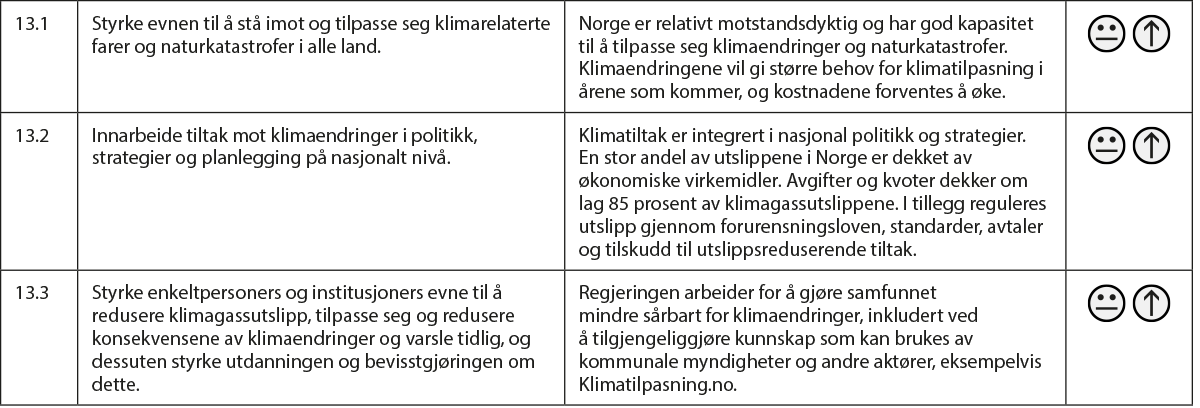 13.1
Styrke evnen til å stå imot og tilpasse seg klimarelaterte
farer og naturkatastrofer i alle land.
Norge er relativt motstandsdyktig og har god kapasitet
til å tilpasse seg klimaendringer og naturkatastrofer.
Klimaendringene vil gi større behov for klimatilpasning i
årene som kommer, og kostnadene forventes å øke.
13.2
Innarbeide tiltak mot klimaendringer i politikk,
strategier og planlegging på nasjonalt nivå.
Klimatiltak er integrert i nasjonal politikk og strategier.
En stor andel av utslippene i Norge er dekket av
økonomiske virkemidler. Avgifter og kvoter dekker om
lag 85 prosent av klimagassutslippene. I tillegg reguleres
utslipp gjennom forurensningsloven, standarder, avtaler
og tilskudd til utslippsreduserende tiltak.
13.3
Styrke enkeltpersoners og institusjoners evne til å
redusere klimagassutslipp, tilpasse seg og redusere
konsekvensene av klimaendringer og varsle tidlig, og
dessuten styrke utdanningen og bevisstgjøringen om
dette.
Regjeringen arbeider for å gjøre samfunnet
mindre sårbart for klimaendringer, inkludert ved
å tilgjengeliggjøre kunnskap som kan brukes av
kommunale myndigheter og andre aktører, eksempelvis
Klimatilpasning.no.